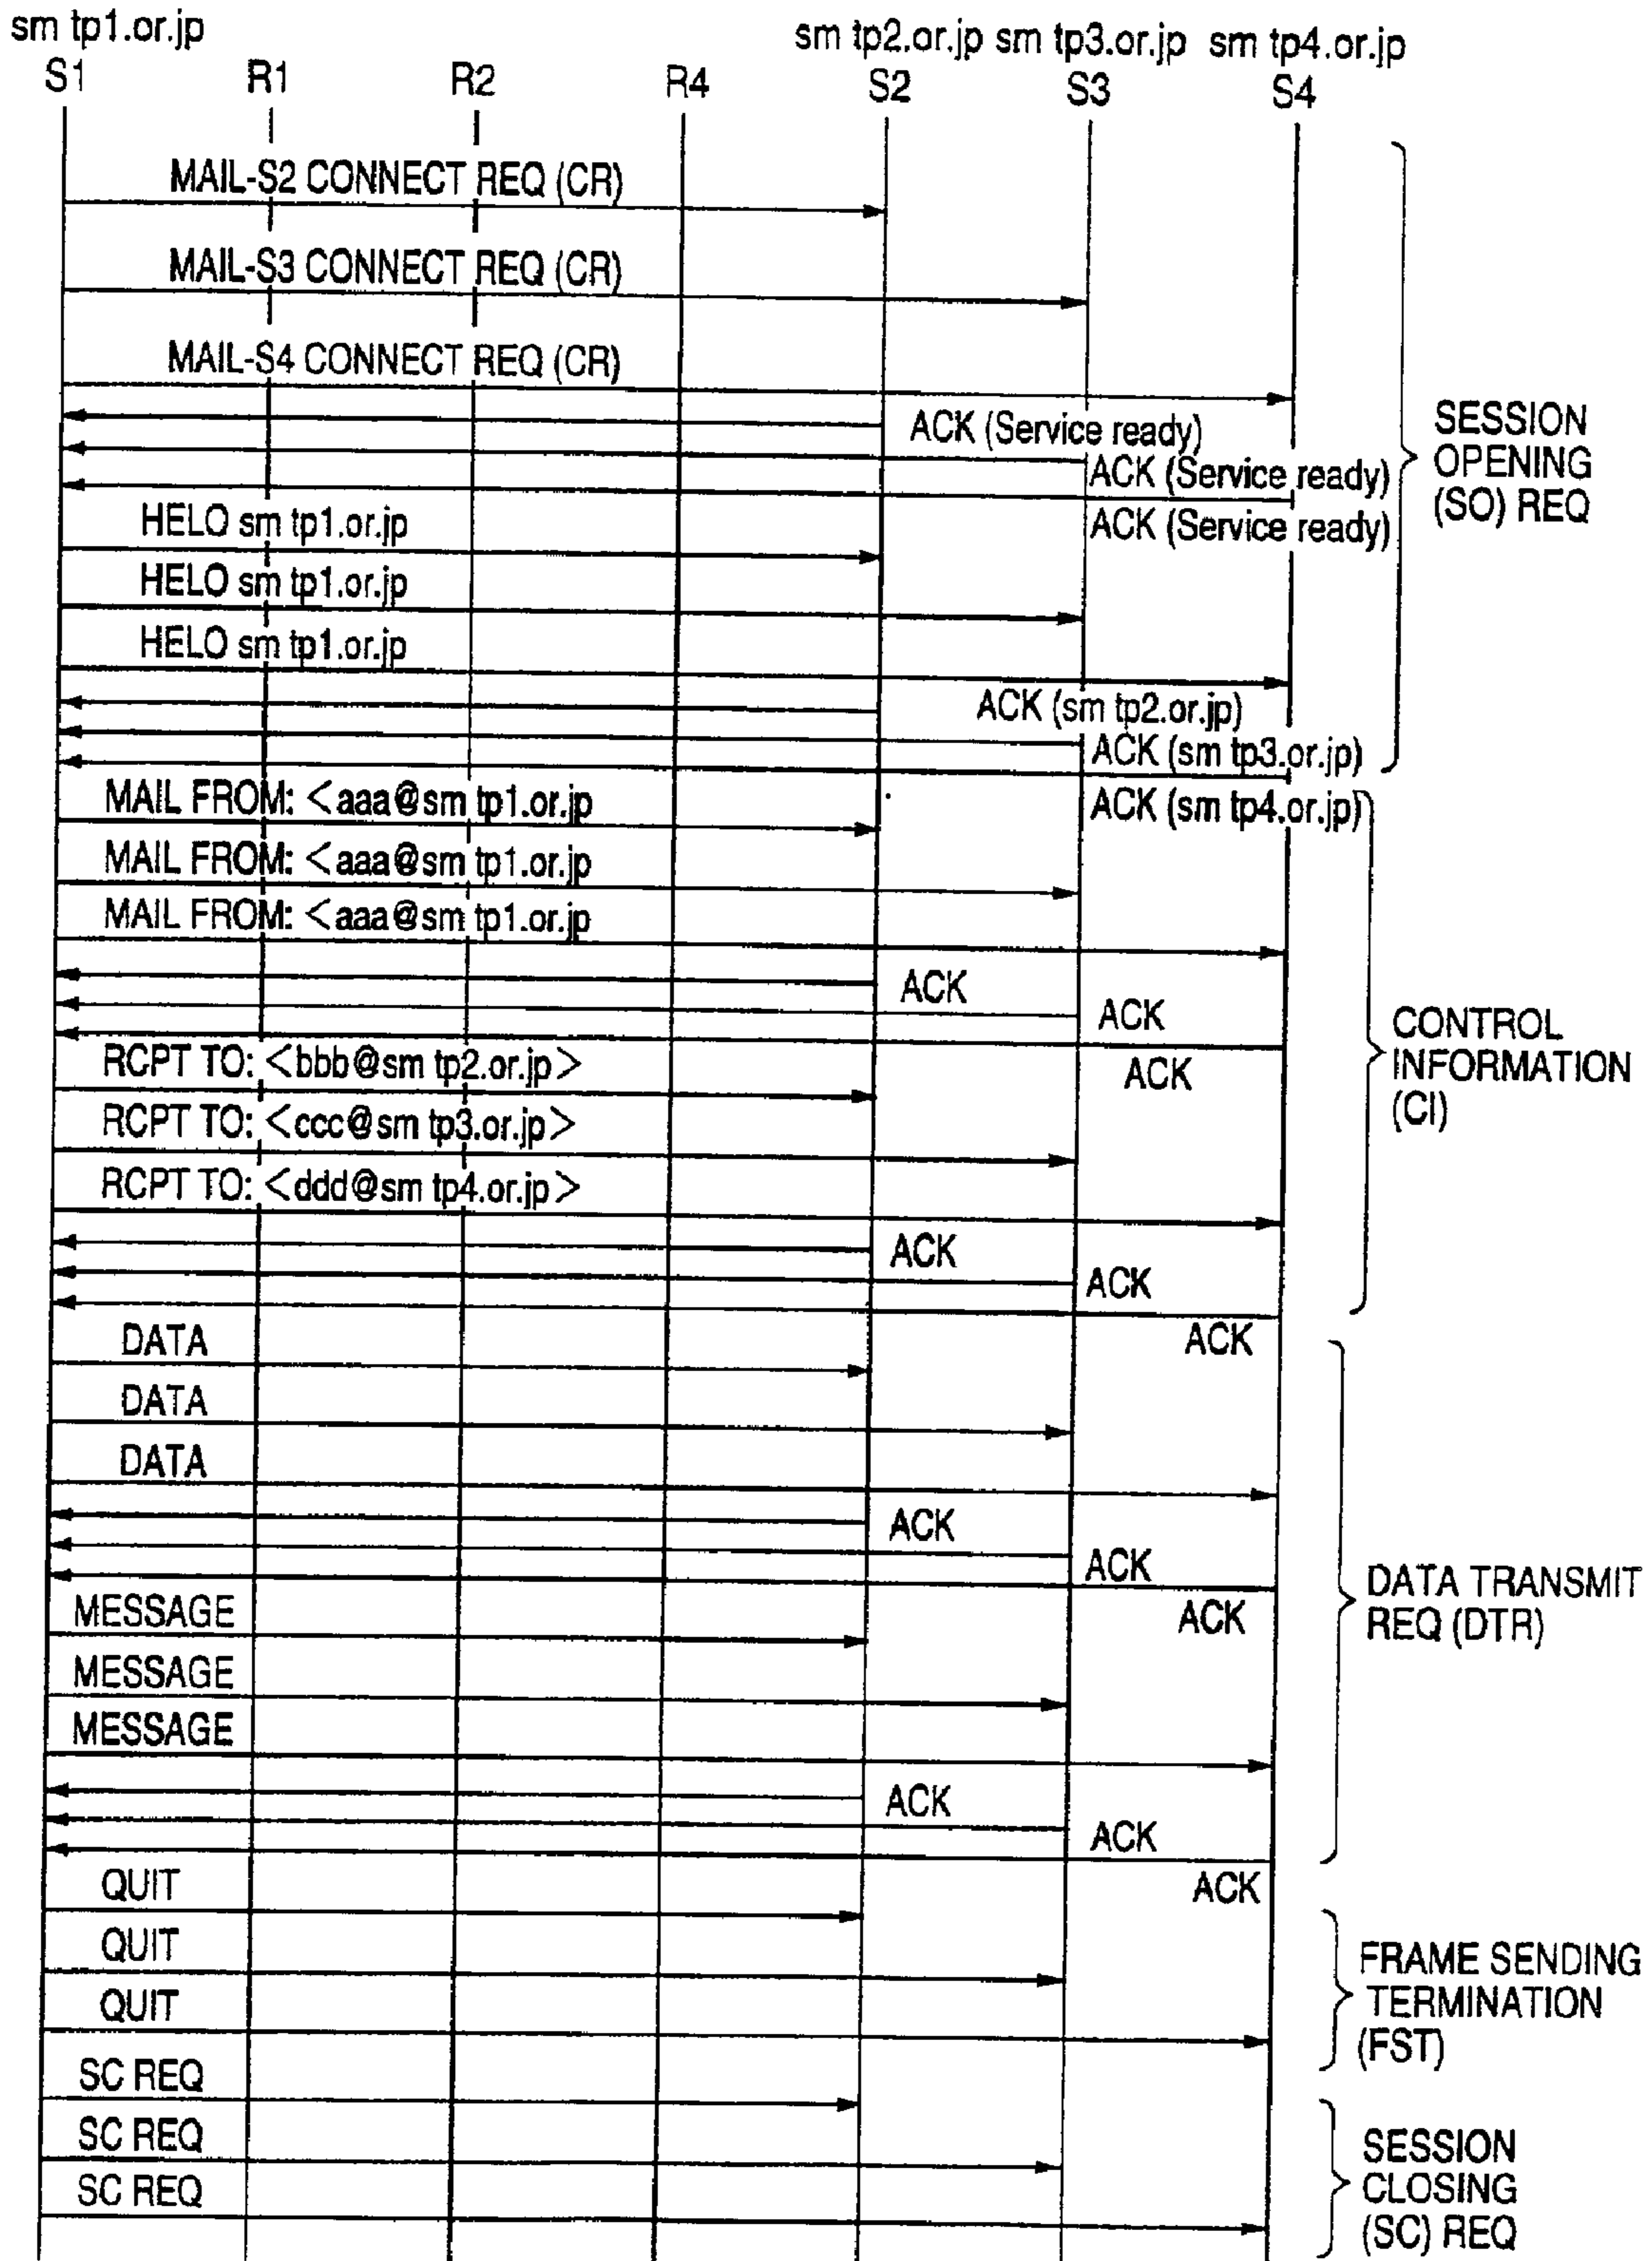 sm tp1.or.jp
sm tp2.or.jp sm tp3.or.jp sm tp4.or.jp
S1 R1 R2 R4 S2 S3 S4
MAIL-S2 CONNECT REQ (CR)
MAIL-S3 CONNECT REQ (CR)
MAIL-S4 CONNECT REQ (CR)
ACK (Service ready)
ACK (Service ready)
ACK (Service ready)
SESSION
OPENING
(SO) REQ
HELO sm tp1.or.jp
HELO sm tp1.or.jp
HELO sm tp1.or.jp
ACK (sm tp2.or.jp)
ACK (sm tp3.or.jp)
ACK (sm tp4.or.jp)
MAIL FROM: <aaa@sm tp1.or.jp
MAIL FROM: <aaa@sm tp1.or.jp
MAIL FROM: <aaa@sm tp1.or.jp
ACK
ACK
ACK
CONTROL
INFORMATION
(CI)
RCPT TO: <bbb@sm tp2.or.jp>
RCPT TO: <ccc@sm tp3.or.jp>
RCPT TO: <ddd@sm tp4.or.jp>
ACK
ACK
ACK
DATA
DATA
DATA
ACK
ACK
ACK
DATA TRANSMIT
REQ (DTR)
MESSAGE
MESSAGE
MESSAGE
ACK
ACK
ACK
QUIT
QUIT
QUIT
FRAME SENDING
TERMINATION
(FST)
SC REQ
SC REQ
SC REQ
SESSION
CLOSING
(SC) REQ